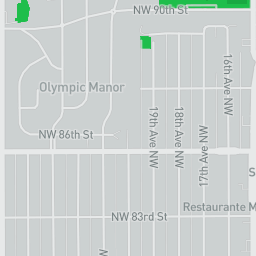 NW 90th St
Olympic Manor
16th Ave NW
19th Ave NW
18th Ave NW
NW 86th St
17th Ave NW
Restaurante M
NW 83rd St
NW